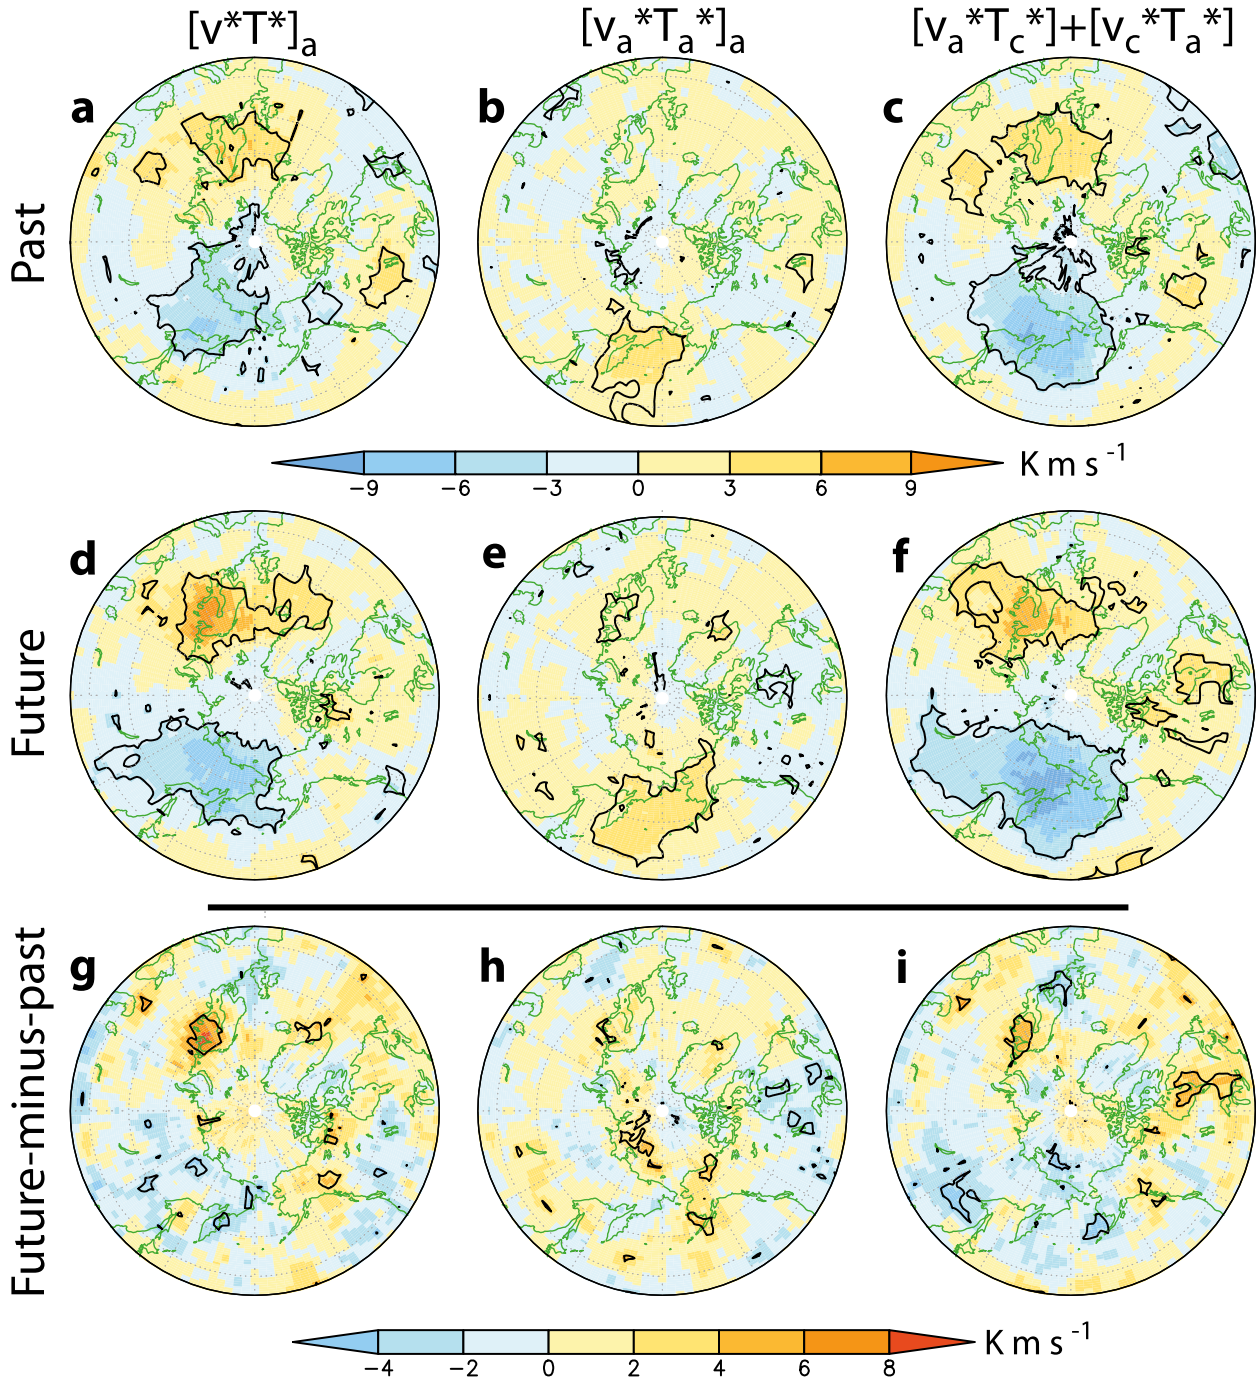 [v*T*]a [va*Ta*]a [va*Tc*]+[vc*Ta*]
a b c
Past
−9 −6 −3 0 3 6 9 K m s -1
d e f
Future
g h i
Future-minus-past
−4 −2 0 2 4 6 8 K m s -1